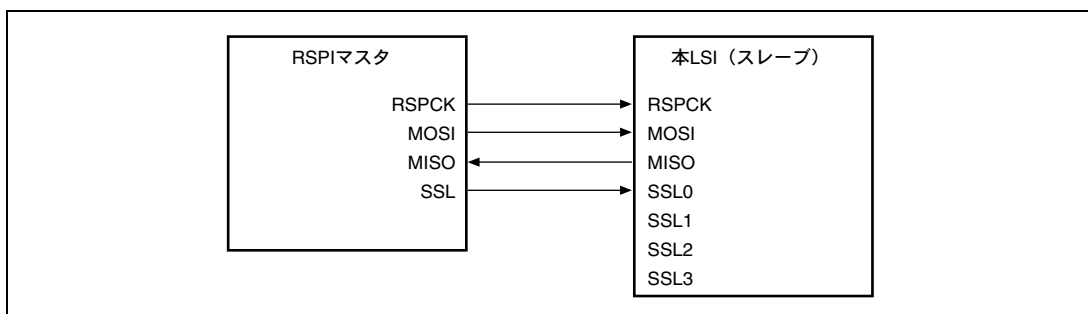 RSPIマスタ
RSPCK
MOSI
MISO
SSL
本LSI（スレーブ）
RSPCK
MOSI
MISO
SSL0
SSL1
SSL2
SSL3